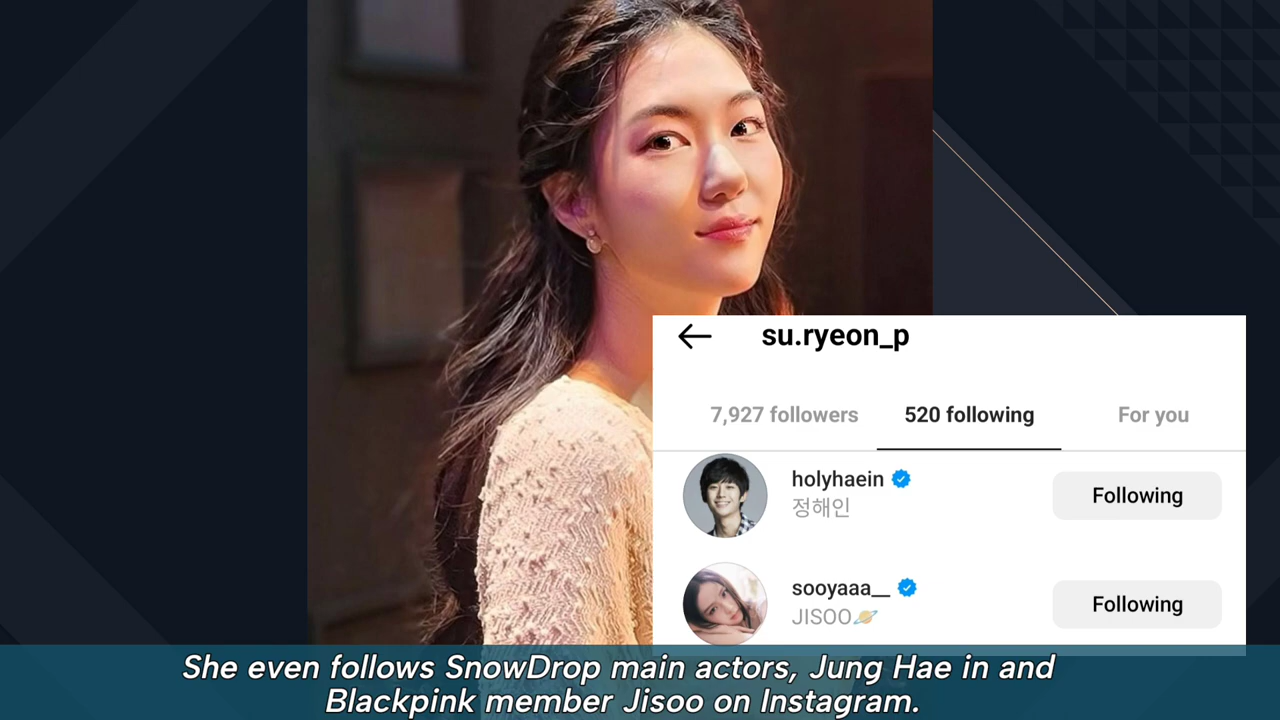 su.ryeon_p
7,927 followers 520 following For you
holyhaein
정해인
Following
sooyaaa__
JISOO🪐
Following
She even follows SnowDrop main actors, Jung Hae in and
Blackpink member Jisoo on Instagram.